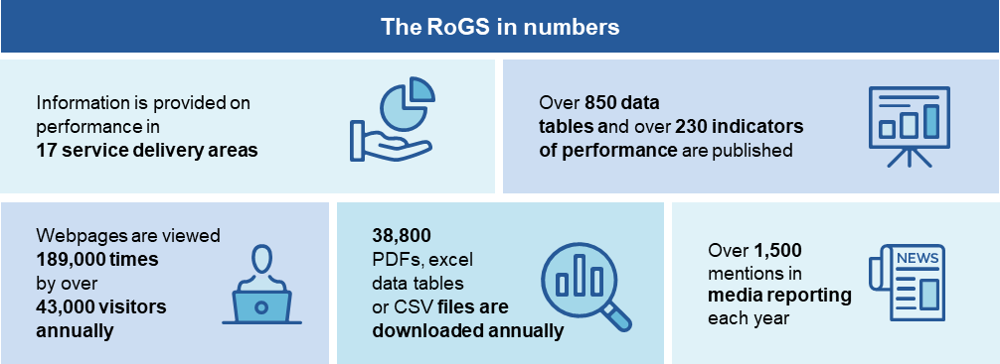 The RoGS in numbers
Information is provided on
performance in
17 service delivery areas
Over 850 data
tables and over 230 indicators
of performance are published
Webpages are viewed
189,000 times
by over
43,000 visitors
annually
38,800
PDFs, excel
data tables
or CSV files are
downloaded annually
Over 1,500
mentions in
media reporting
each year
NEWS